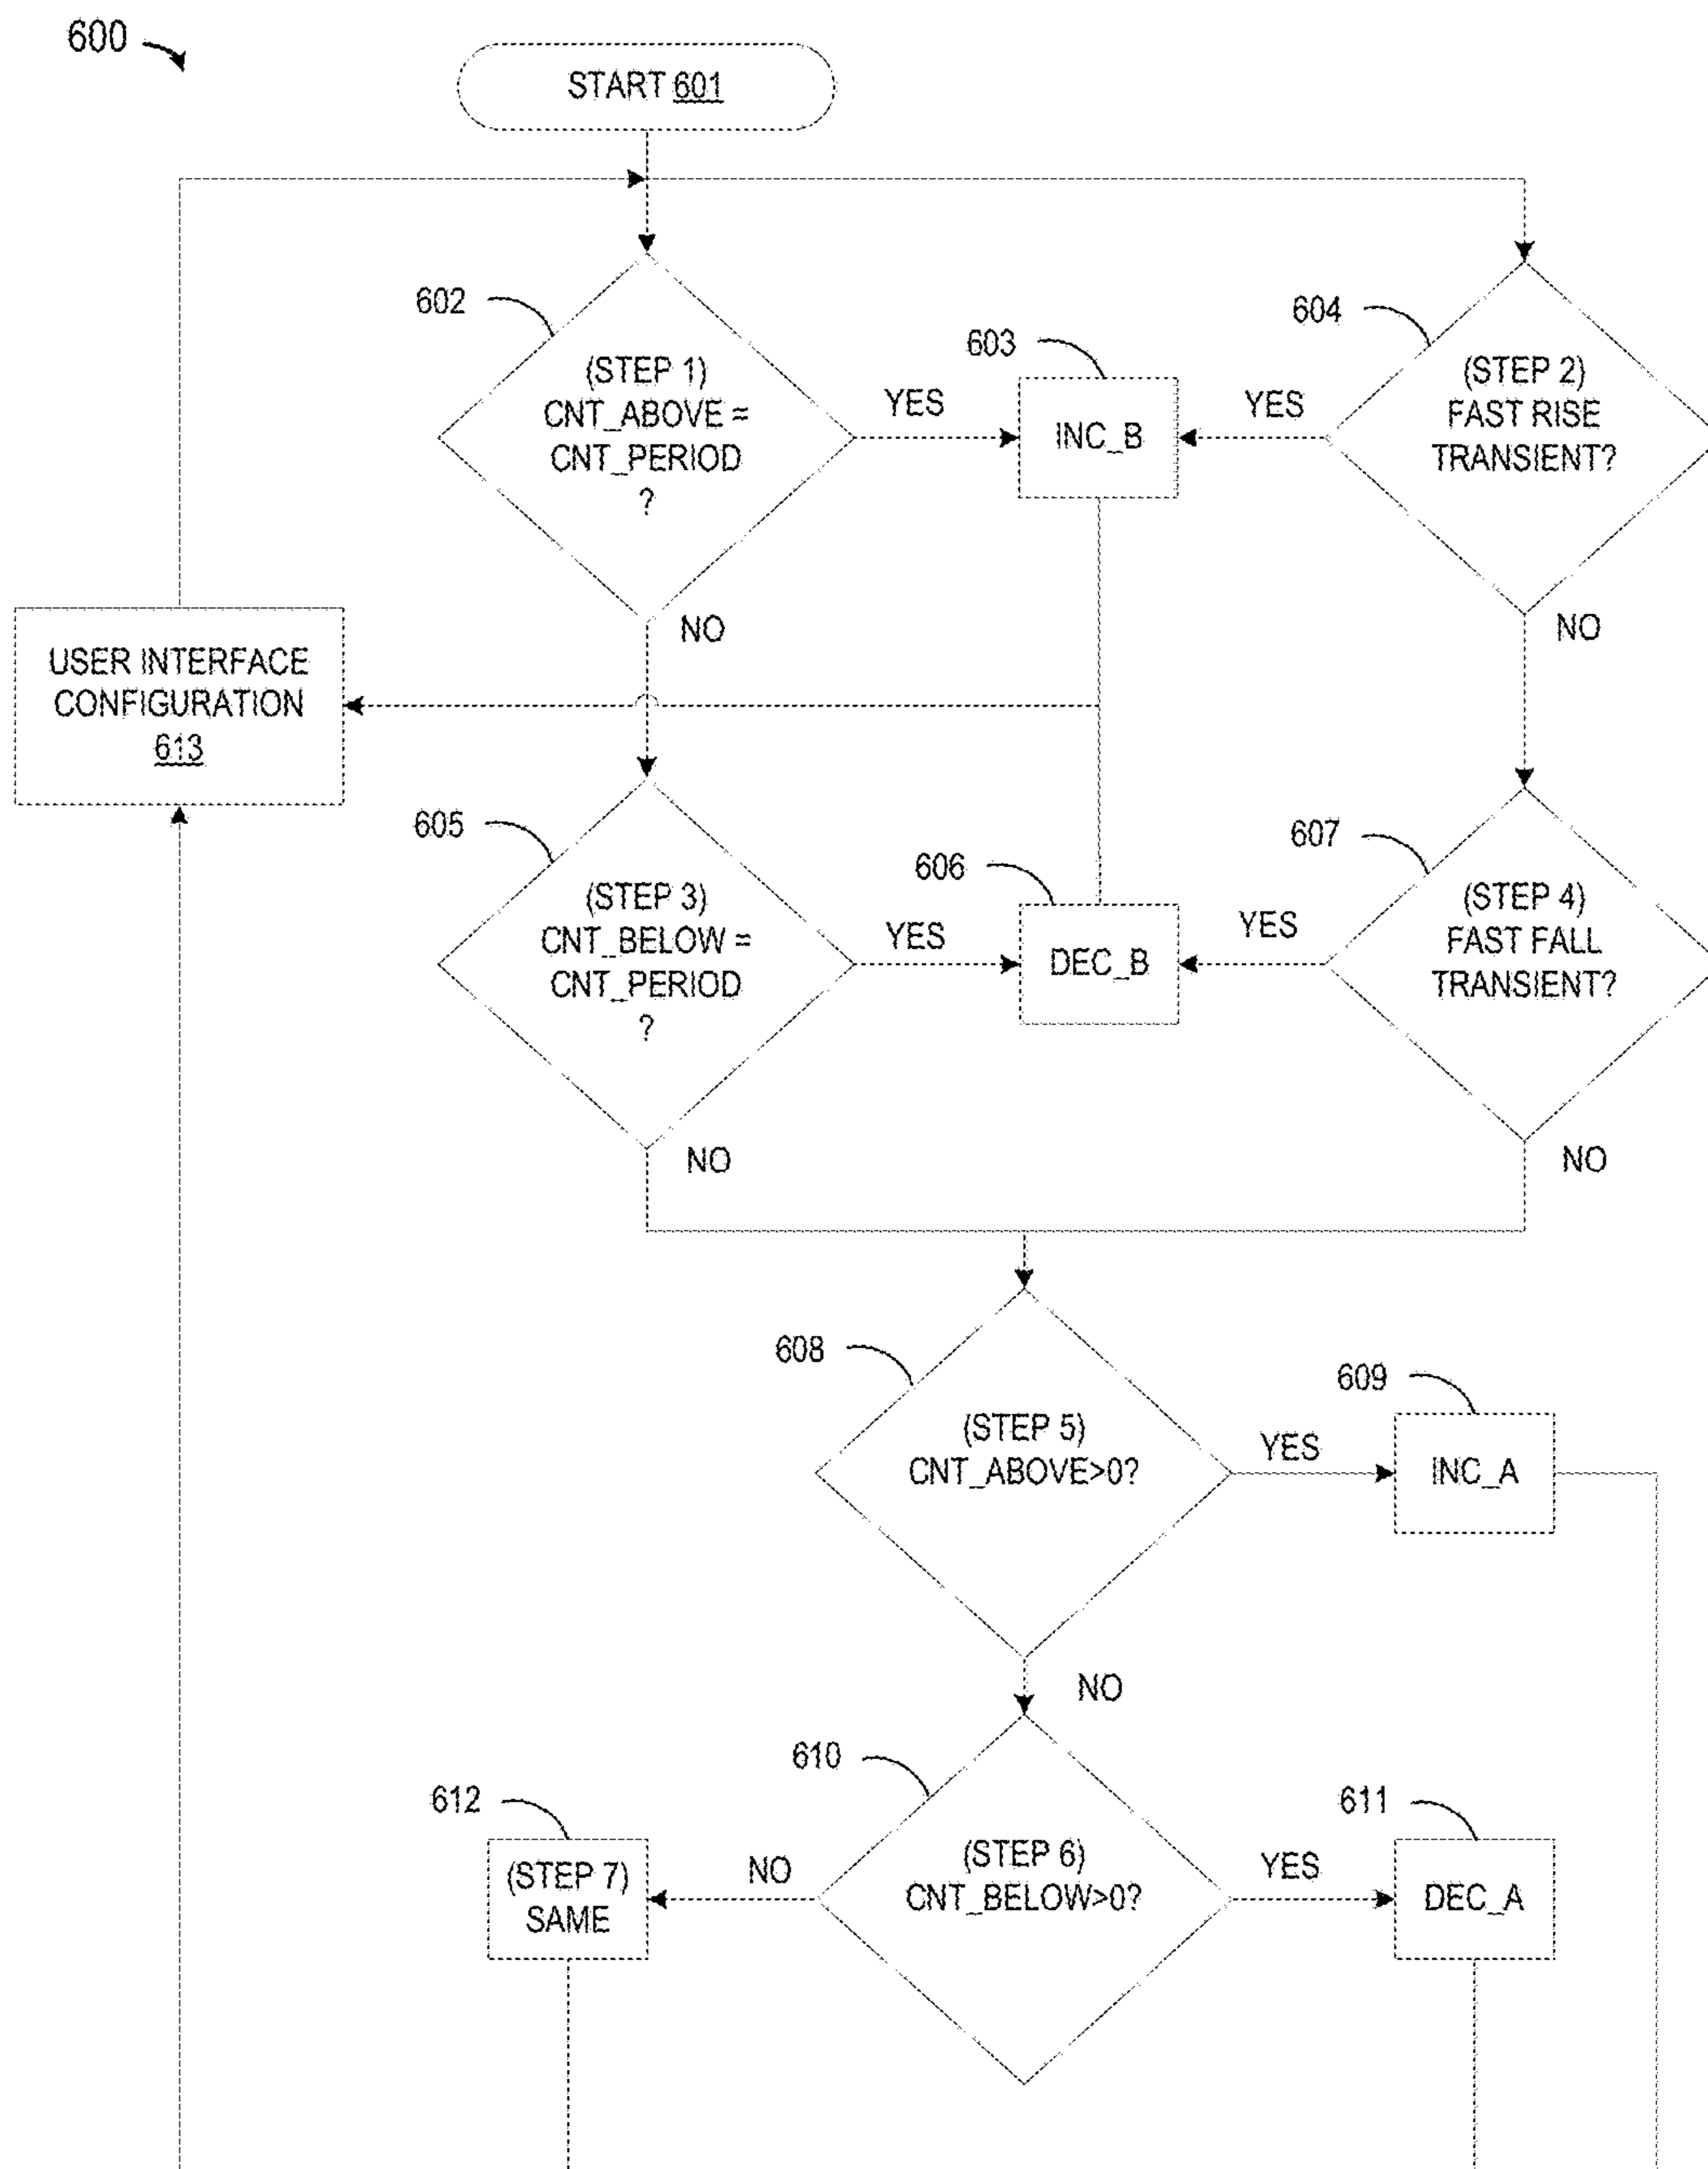 600
START 601
602
(STEP 1)
CNT_ABOVE =
CNT_PERIOD
?
YES
603
INC_B
YES
604
(STEP 2)
FAST RISE
TRANSIENT?
NO
NO
USER INTERFACE
CONFIGURATION
613
605
(STEP 3)
CNT_BELOW =
CNT_PERIOD
?
YES
606
DEC_B
YES
607
(STEP 4)
FAST FALL
TRANSIENT?
NO
NO
608
(STEP 5)
CNT_ABOVE>0?
YES
609
INC_A
NO
610
(STEP 6)
CNT_BELOW>0?
612
(STEP 7)
SAME
NO
YES
611
DEC_A